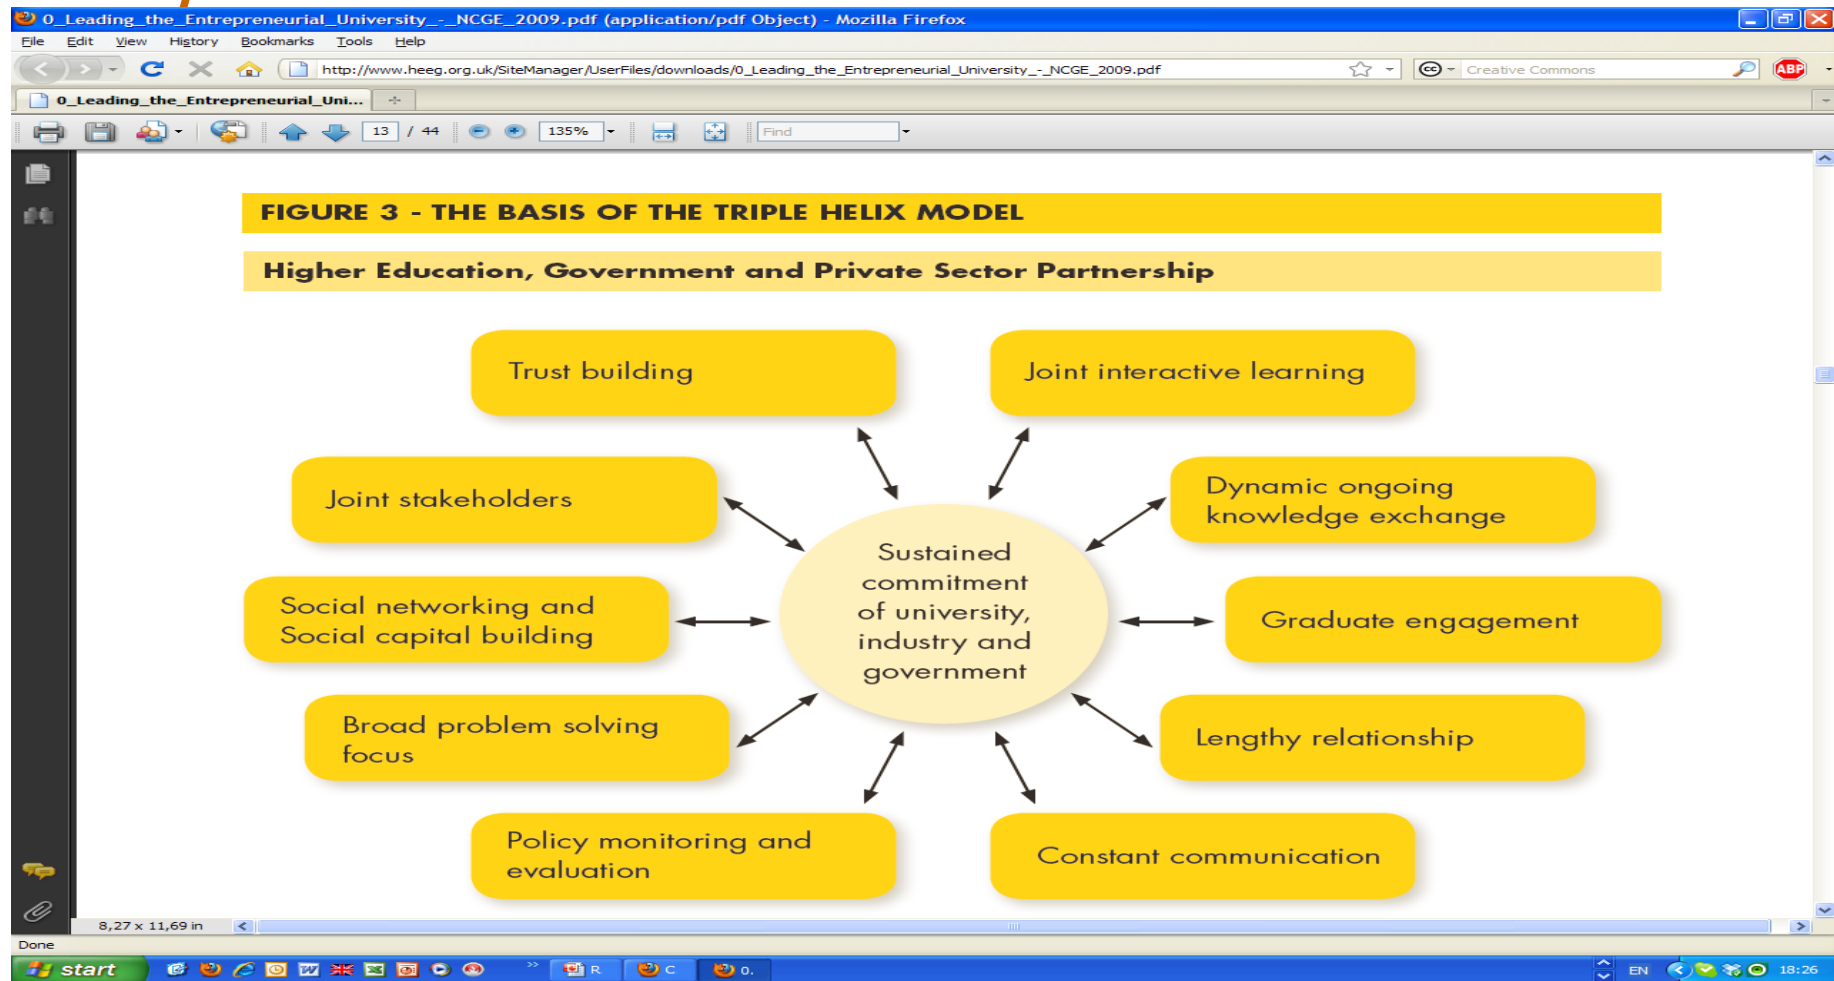 0_Leading_the_Entrepreneurial_University_-_NCGE_2009.pdf (application/pdf Object) - Mozilla Firefox
File Edit View History Bookmarks Tools Help
http://www.heeg.org.uk/SiteManager/UserFiles/downloads/0_Leading_the_Entrepreneurial_University_-_NCGE_2009.pdf
Creative Commons
ABP
0_Leading_the_Entrepreneurial_Uni...
13 / 44
135%
Find
FIGURE 3 - THE BASIS OF THE TRIPLE HELIX MODEL
Higher Education, Government and Private Sector Partnership
Trust building
Joint interactive learning
Joint stakeholders
Dynamic ongoing
knowledge exchange
Sustained
commitment
of university,
industry and
government
Social networking and
Social capital building
Graduate engagement
Broad problem solving
focus
Lengthy relationship
Policy monitoring and
evaluation
Constant communication
8,27 x 11,69 in
Done
start
R
C
0.
EN
18:26